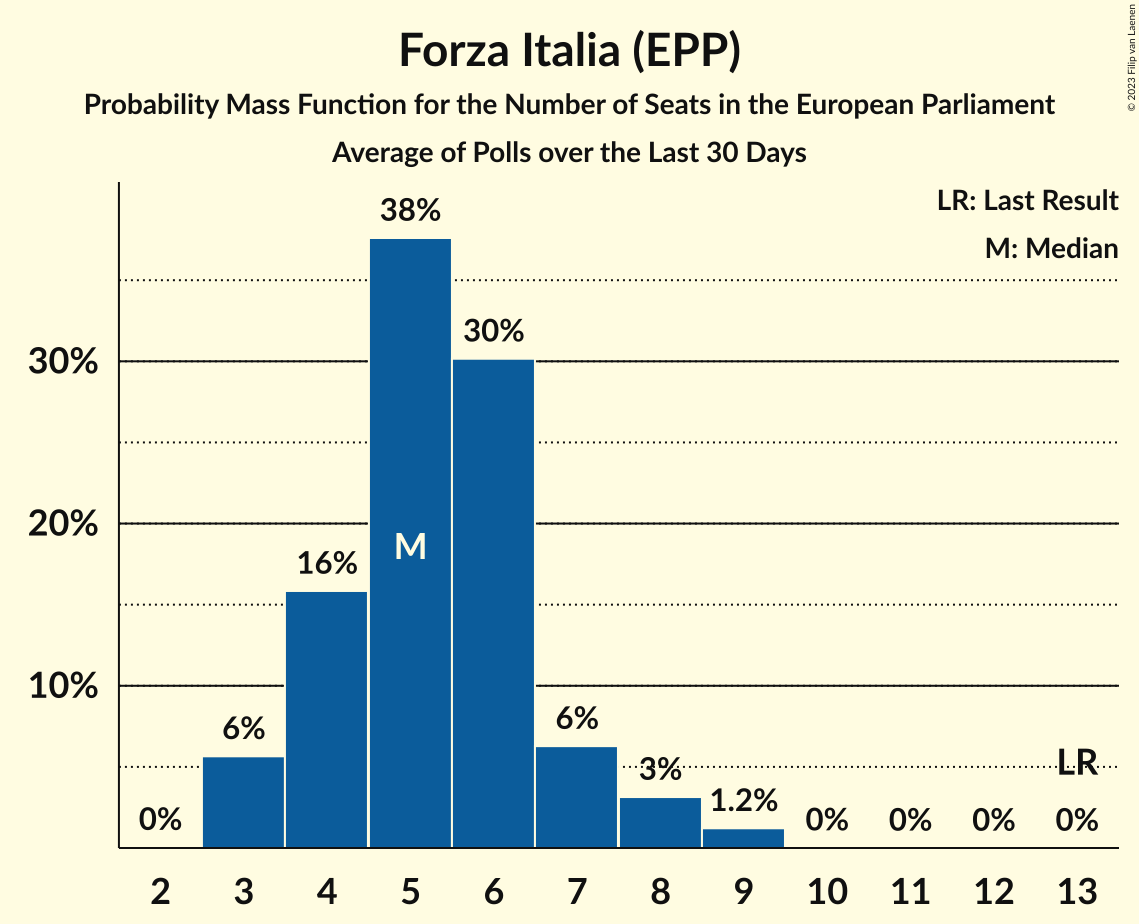 Forza Italia (EPP)
Probability Mass Function for the Number of Seats in the European Parliament
Average of Polls over the Last 30 Days
© 2023 Filip van Laenen
LR: Last Result
M: Median
38%
30%
30%
20%
M
16%
10%
6%
6%
3%
LR
1.2%
0%
0% 0% 0% 0%
2 3 4 5 6 7 8 9 10 11 12 13